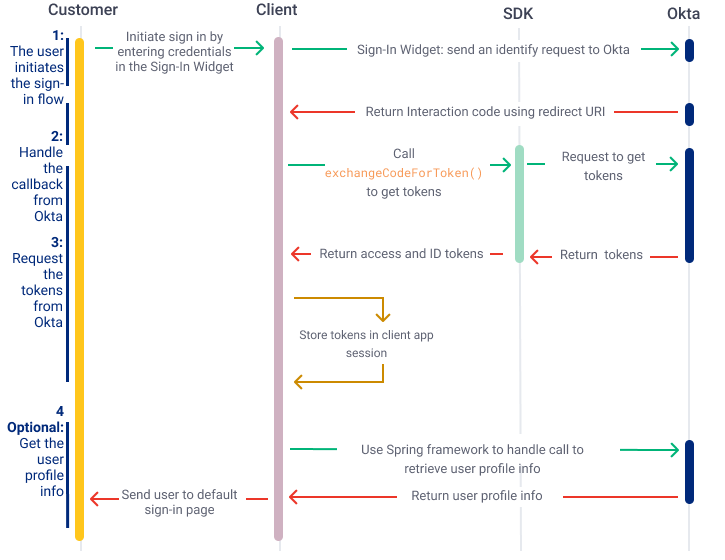 Customer
Client
SDK
Okta
1:
The user
initiates
the sign-
in flow
Initiate sign in by
entering credentials
in the Sign-In Widget
Sign-In Widget: send an identify request to Okta
Return Interaction code using redirect URI
2:
Handle
the
callback
from
Okta
Call
exchangeCodeForToken()
to get tokens
Request to get
tokens
3:
Request
the
tokens
from
Okta
Return access and ID tokens
Return tokens
Store tokens in client app
session
4
Optional:
Get the
user
profile
info
Use Spring framework to handle call to
retrieve user profile info
Return user profile info
Send user to default
sign-in page